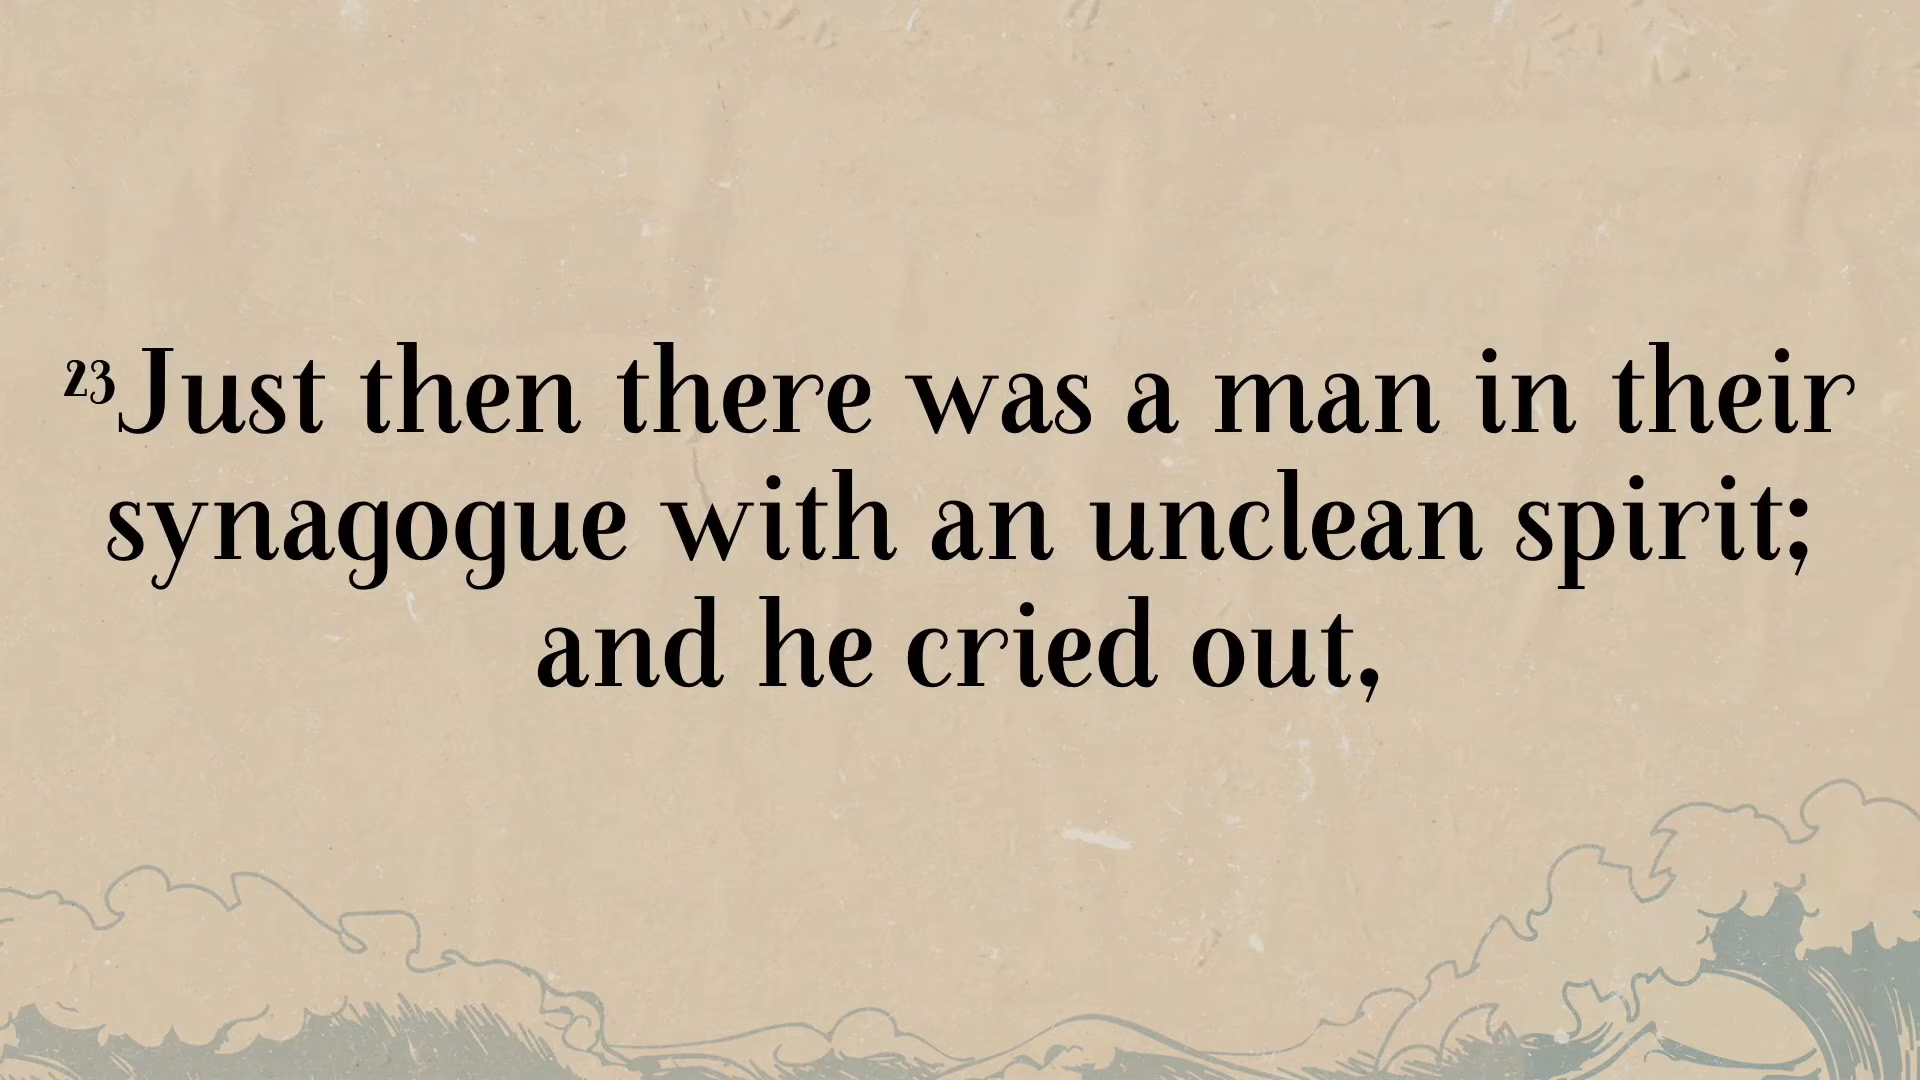 ²³Just then there was a man in their
synagogue with an unclean spirit;
and he cried out,